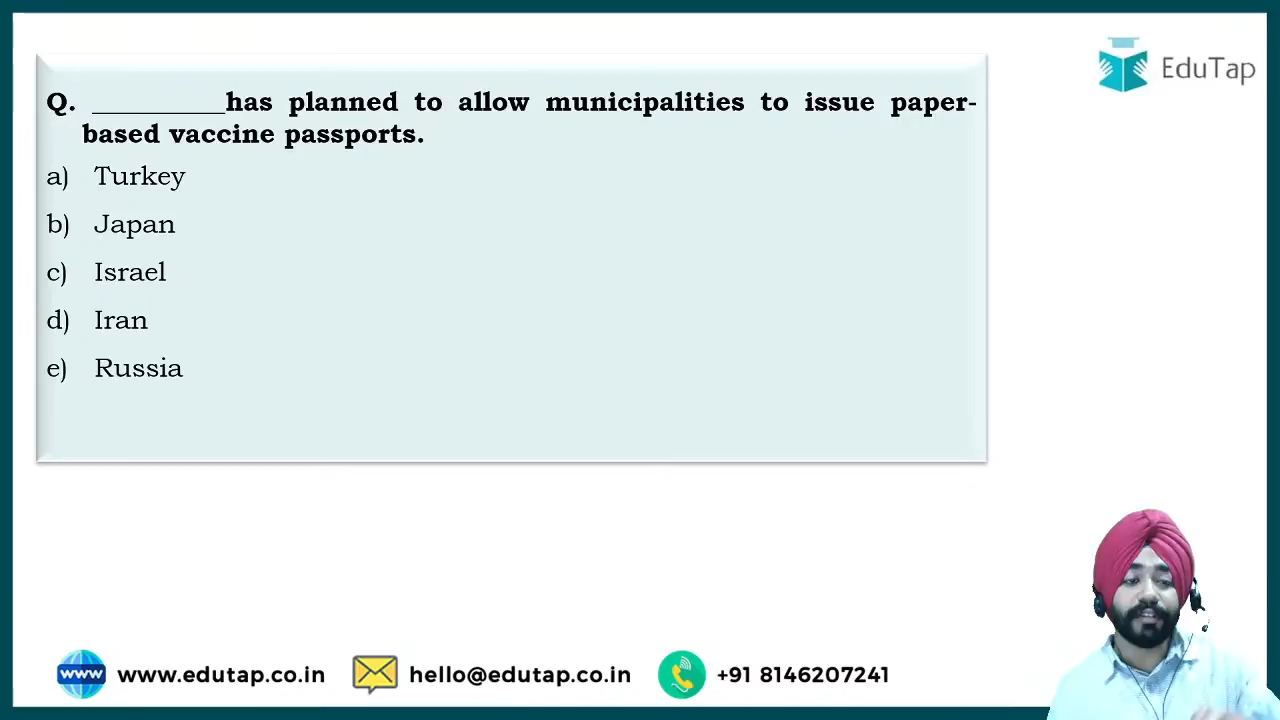 EduTap
Q. __________has planned to allow municipalities to issue paper-
based vaccine passports.
a) Turkey
b) Japan
c) Israel
d) Iran
e) Russia
www www.edutap.co.in hello@edutap.co.in +91 8146207241